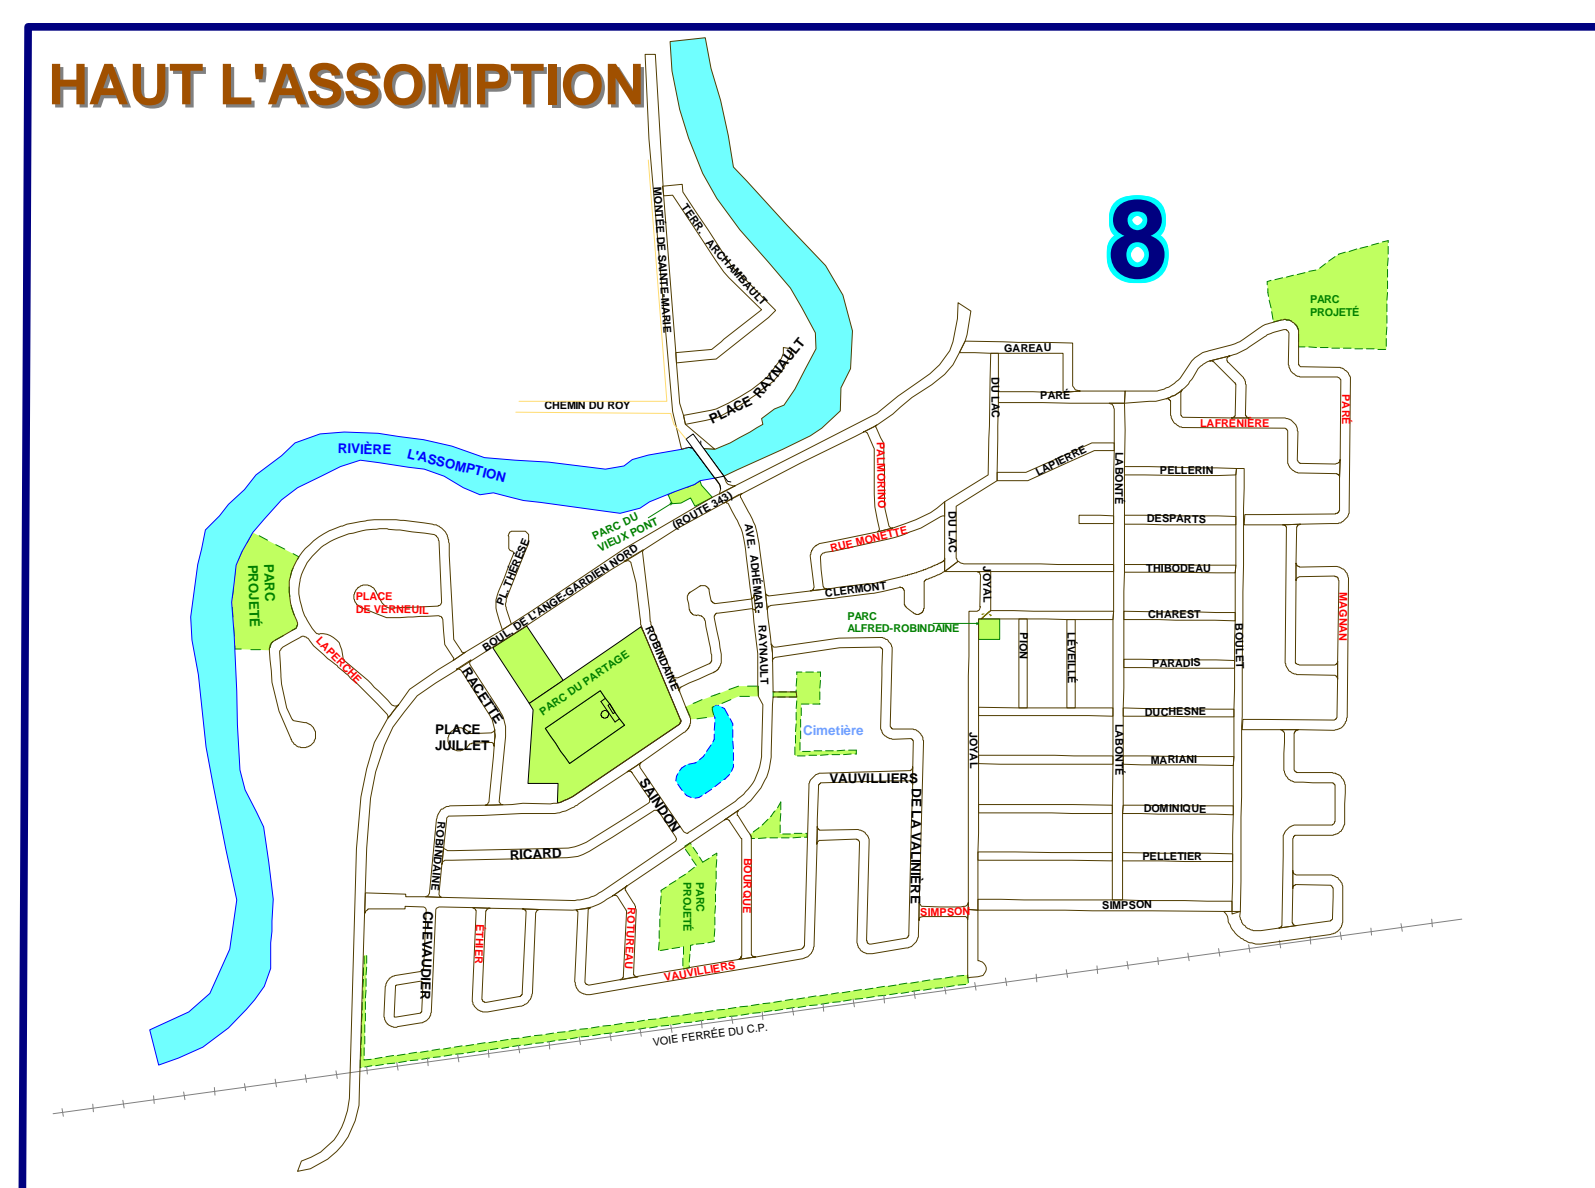 HAUT L'ASSOMPTION
8
MONTÉE DE SAINTE-MARIE
TERR. ARCHAMBAULT
PLACE RAYNAULT
CHEMIN DU ROY
RIVIÈRE L'ASSOMPTION
PARC
PROJETÉ
GAREAU
DU LAC
PARÉ
LAFRENIÈRE
PARÉ
PALMORINO
LAPIERRE
LABONTÉ
PELLERIN
DESPARTS
PARC DU
VIEUX PONT
(ROUTE 343)
BOUL. DE L'ANGE-GARDIEN NORD
PL. THÉRÈSE
AVE. ADHÉMAR- RAYNAULT
RUE MONETTE
DU LAC
CLERMONT
THIBODEAU
JOYAL
PARC
PROJETÉ
PLACE
DE VERNEUIL
LAPERCHE
RACETTE
PLACE
JUILLET
PARC DU PARTAGE
ROBINDAINE
PARC
ALFRED-ROBINDAINE
CHAREST
PION
LÉVEILLÉ
PARADIS
BOULET
MAGNAN
DUCHESNE
Cimetière
JOYAL
LABONTÉ
MARIANI
VAUVILLIERS
DE LA VALINIÈRE
DOMINIQUE
SAINDON
ROBINDAINE
RICARD
PELLETIER
BOURQUE
PARC
PROJETÉ
ROTUREAU
SIMPSON
SIMPSON
CHEVAUDIER
ÉTHIER
VAUVILLIERS
VOIE FERRÉE DU C.P.